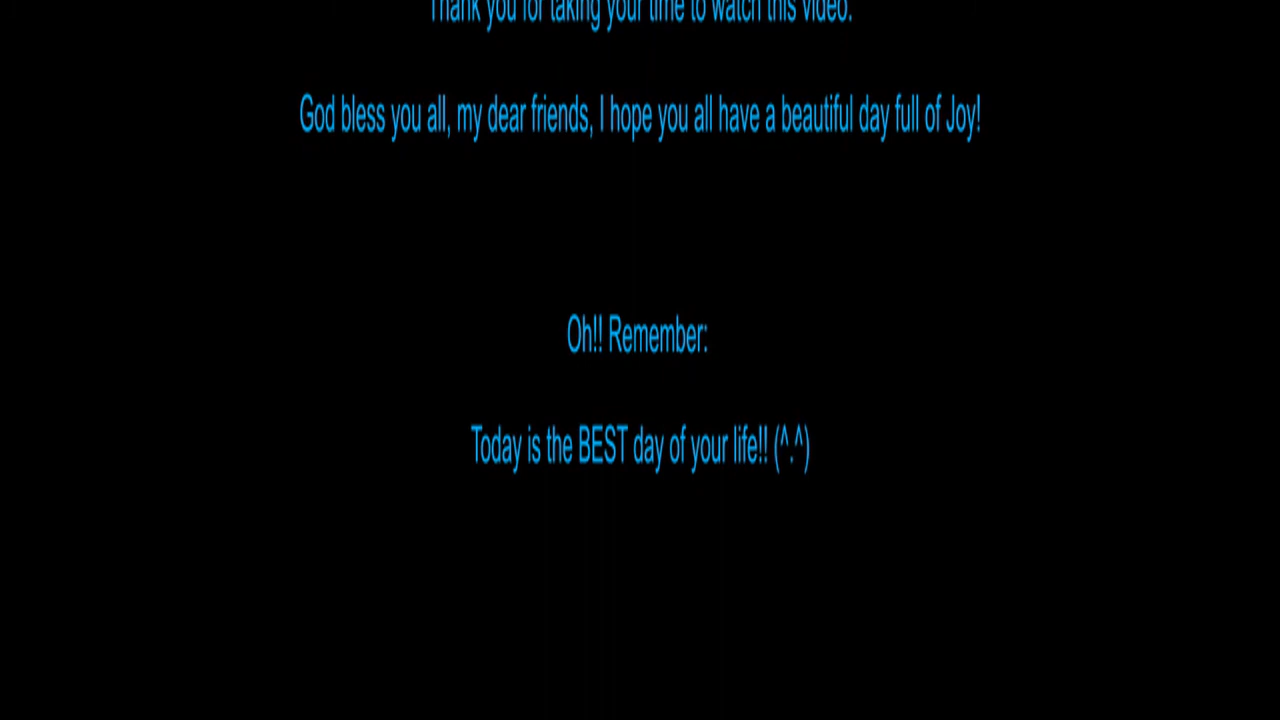 Thank you for taking your time to watch this video.
God bless you all, my dear friends, I hope you all have a beautiful day full of Joy!
Oh!! Remember:
Today is the BEST day of your life!! (^.^)